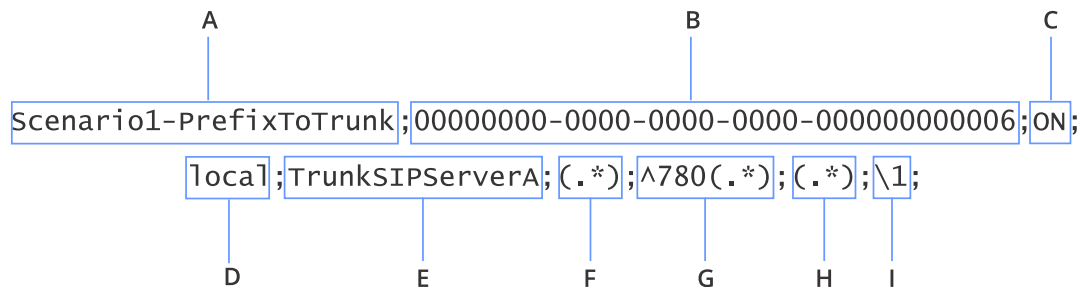 A B C
Scenario1-PrefixToTrunk;00000000-0000-0000-0000-000000000006;ON;
local;TrunkSIPServerA;(.*);^780(.*);(.*);\1;
D E F G H I